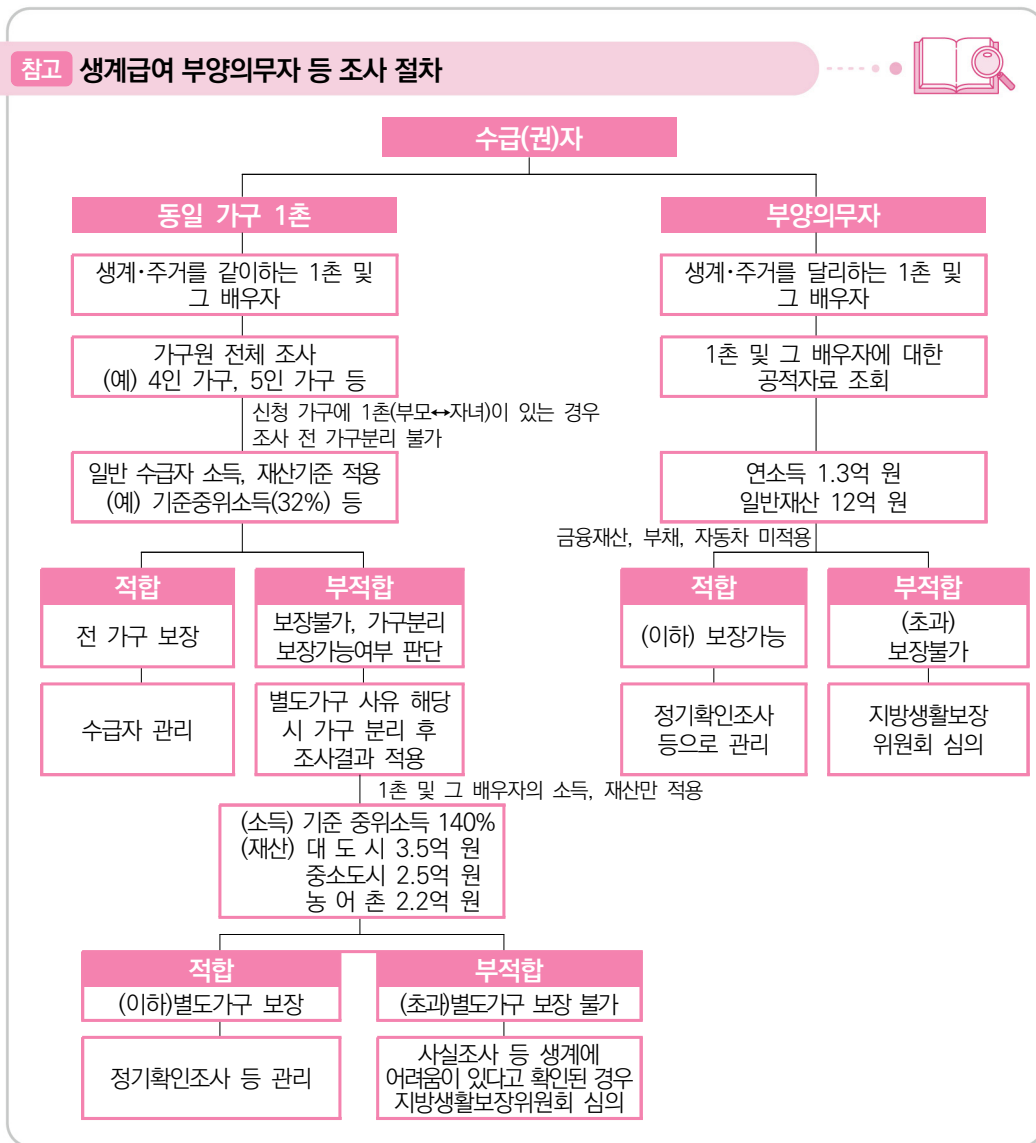 참고 생계급여 부양의무자 등 조사 절차
수급(권)자
동일 가구 1촌
생계·주거를 같이하는 1촌 및
그 배우자
가구원 전체 조사
(예) 4인 가구, 5인 가구 등
신청 가구에 1촌(부모↔자녀)이 있는 경우
조사 전 가구분리 불가
일반 수급자 소득, 재산기준 적용
(예) 기준중위소득(32%) 등
부양의무자
생계·주거를 달리하는 1촌 및
그 배우자
1촌 및 그 배우자에 대한
공적자료 조회
연소득 1.3억 원
일반재산 12억 원
금융재산, 부채, 자동차 미적용
적합
전 가구 보장
수급자 관리
부적합
보장불가, 가구분리
보장가능여부 판단
별도가구 사유 해당
시 가구 분리 후
조사결과 적용
적합
(이하) 보장가능
정기확인조사
등으로 관리
부적합
(초과)
보장불가
지방생활보장
위원회 심의
1촌 및 그 배우자의 소득, 재산만 적용
(소득) 기준 중위소득 140%
(재산) 대 도 시 3.5억 원
중소도시 2.5억 원
농 어 촌 2.2억 원
적합
(이하)별도가구 보장
정기확인조사 등 관리
부적합
(초과)별도가구 보장 불가
사실조사 등 생계에
어려움이 있다고 확인된 경우
지방생활보장위원회 심의